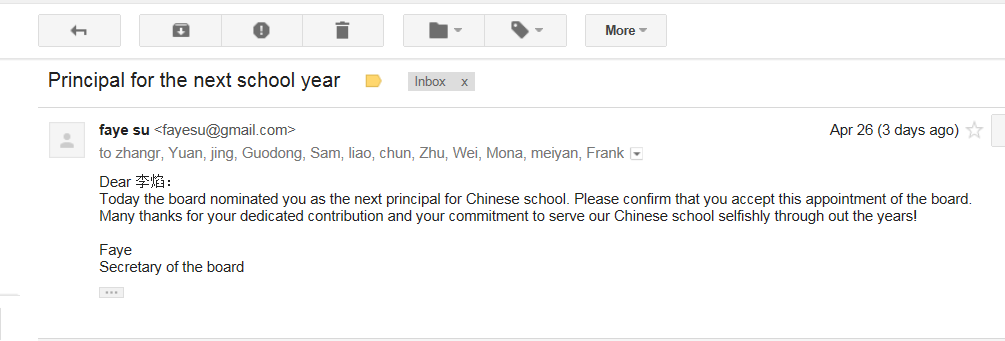 More
Principal for the next school year
Inbox x
faye su <fayesu@gmail.com> Apr 26 (3 days ago)
to zhangr, Yuan, jing, Guodong, Sam, liao, chun, Zhu, Wei, Mona, meiyan, Frank
Dear 李焰：
Today the board nominated you as the next principal for Chinese school. Please confirm that you accept this appointment of the board.
Many thanks for your dedicated contribution and your commitment to serve our Chinese school selfishly through out the years!
Faye
Secretary of the board